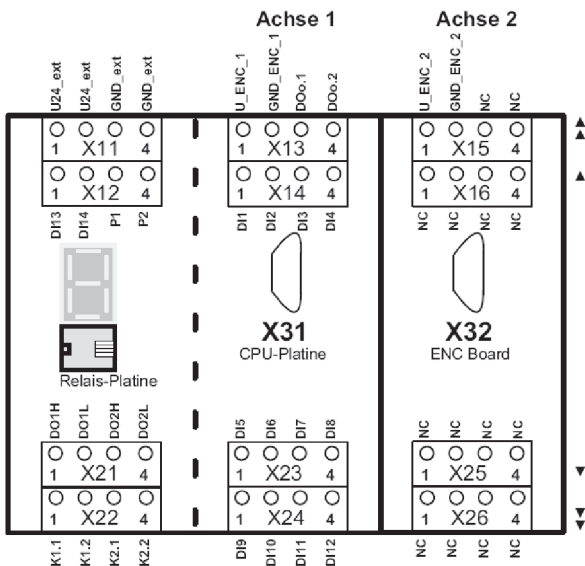 Achse 1 Achse 2
U24_ext U24_ext GND_ext GND_ext U_ENC_1 GND_ENC_1 DOo.1 DOo.2 U_ENC_2 GND_ENC_2 NC NC
1 X11 4 1 X13 4 1 X15 4
1 X12 4 1 X14 4 1 X16 4
DI13 DI14 P1 P2 DI1 DI2 DI3 DI4 NC NC NC NC
X31 X32
CPU-Platine ENC Board
Relais-Platine
DO1H DO1L DO2H DO2L DI5 DI6 DI7 DI8 NC NC NC NC
1 X21 4 1 X23 4 1 X25 4
1 X22 4 1 X24 4 1 X26 4
K1.1 K1.2 K2.1 K2.2 DI9 DI10 DI11 DI12 NC NC NC NC